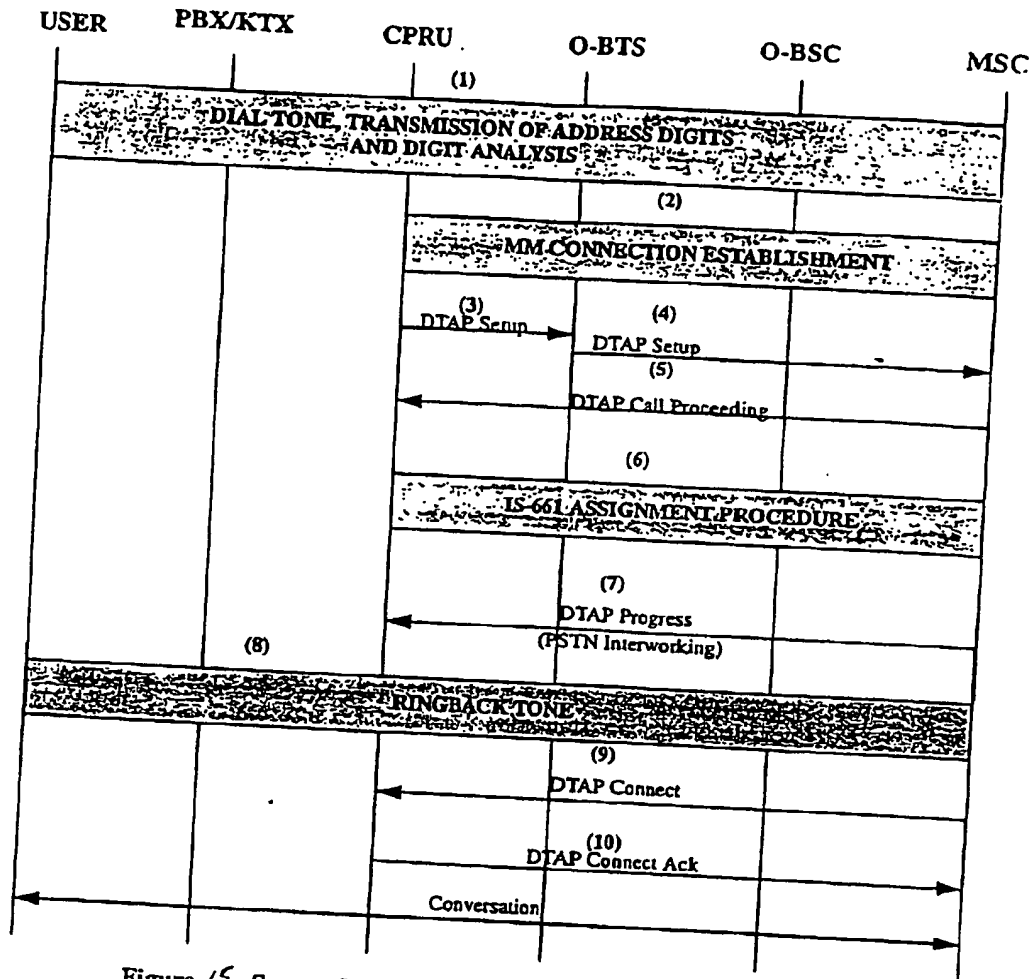 USER PBX/KTX CPRU O-BTS O-BSC MSC
(1)
DIAL TONE, TRANSMISSION OF ADDRESS DIGITS
AND DIGIT ANALYSIS
(2)
MM CONNECTION ESTABLISHMENT
(3)
DTAP Setup
(4)
DTAP Setup
(5)
DTAP Call Proceeding
(6)
IS-661 ASSIGNMENT PROCEDURE
(7)
DTAP Progress
(PSTN Interworking)
(8)
RINGBACK TONE
(9)
DTAP Connect
(10)
DTAP Connect Ack
Conversation
Figure 15